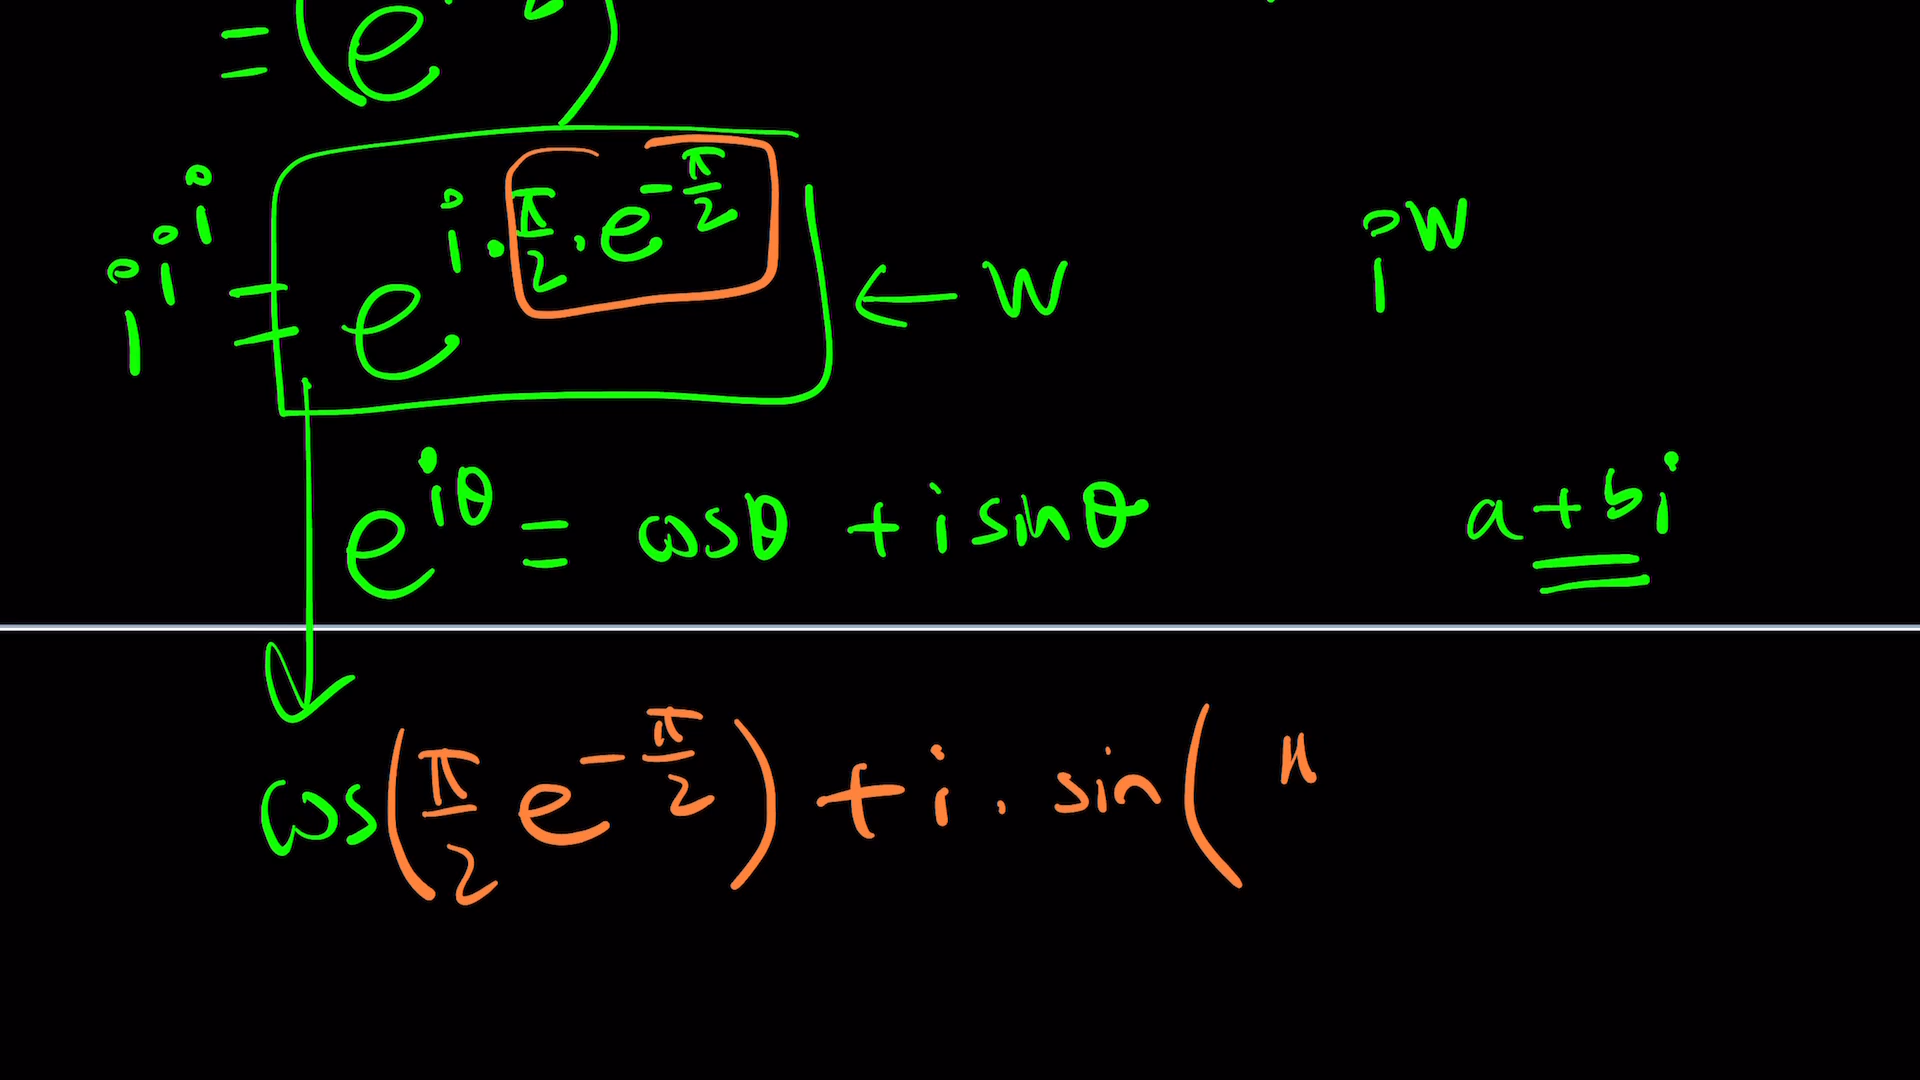 = (e
i^i^i = e^(i·π/2·e^(-π/2)) ← W i^W
e^(iθ) = cosθ + i sinθ a+bi
cos(π/2 e^(-π/2)) + i · sin(